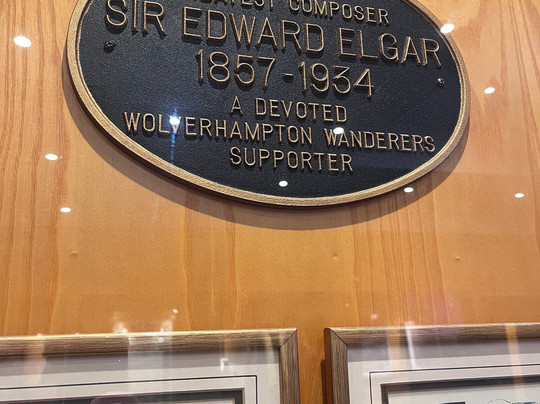 COMPOSER
SIR EDWARD ELGAR
1857-1934
A DEVOTED
WOLVERHAMPTON WANDERERS
SUPPORTER